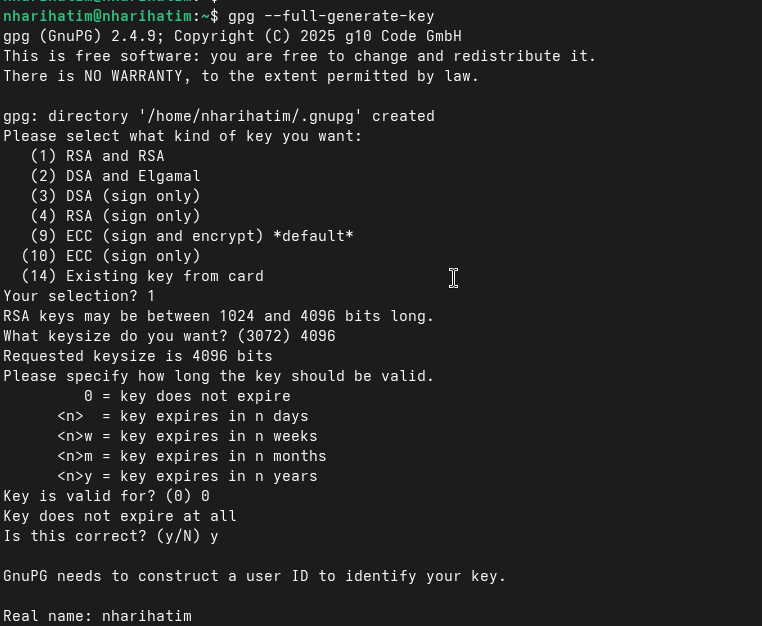 nharihatim@nharihatim:~$ gpg --full-generate-key
gpg (GnuPG) 2.4.9; Copyright (C) 2025 g10 Code GmbH
This is free software: you are free to change and redistribute it.
There is NO WARRANTY, to the extent permitted by law.

gpg: directory '/home/nharihatim/.gnupg' created
Please select what kind of key you want:
   (1) RSA and RSA
   (2) DSA and Elgamal
   (3) DSA (sign only)
   (4) RSA (sign only)
   (9) ECC (sign and encrypt) *default*
  (10) ECC (sign only)
  (14) Existing key from card
Your selection? 1
RSA keys may be between 1024 and 4096 bits long.
What keysize do you want? (3072) 4096
Requested keysize is 4096 bits
Please specify how long the key should be valid.
         0 = key does not expire
      <n>  = key expires in n days
      <n>w = key expires in n weeks
      <n>m = key expires in n months
      <n>y = key expires in n years
Key is valid for? (0) 0
Key does not expire at all
Is this correct? (y/N) y

GnuPG needs to construct a user ID to identify your key.

Real name: nharihatim